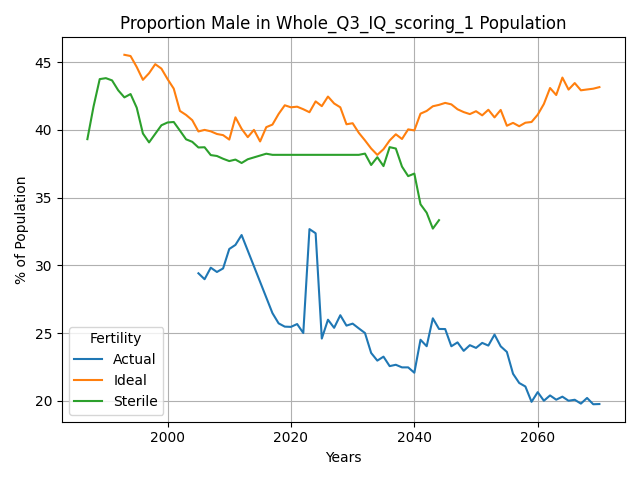 Proportion Male in Whole_Q3_IQ_scoring_1 Population
% of Population
45
40
35
30
25
20
Fertility
Actual
Ideal
Sterile
2000
2020
2040
2060
Years